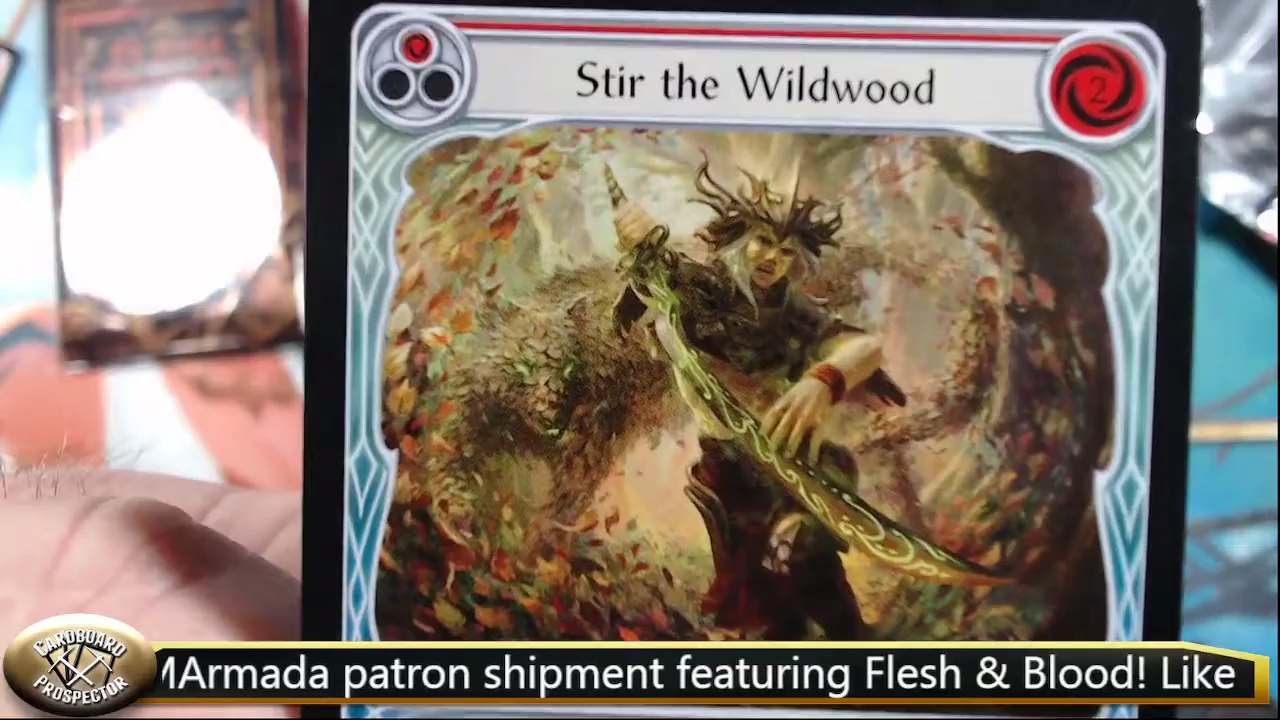 Stir the Wildwood
2
CARDBOARD
PROSPECTOR
MArmada patron shipment featuring Flesh & Blood! Like